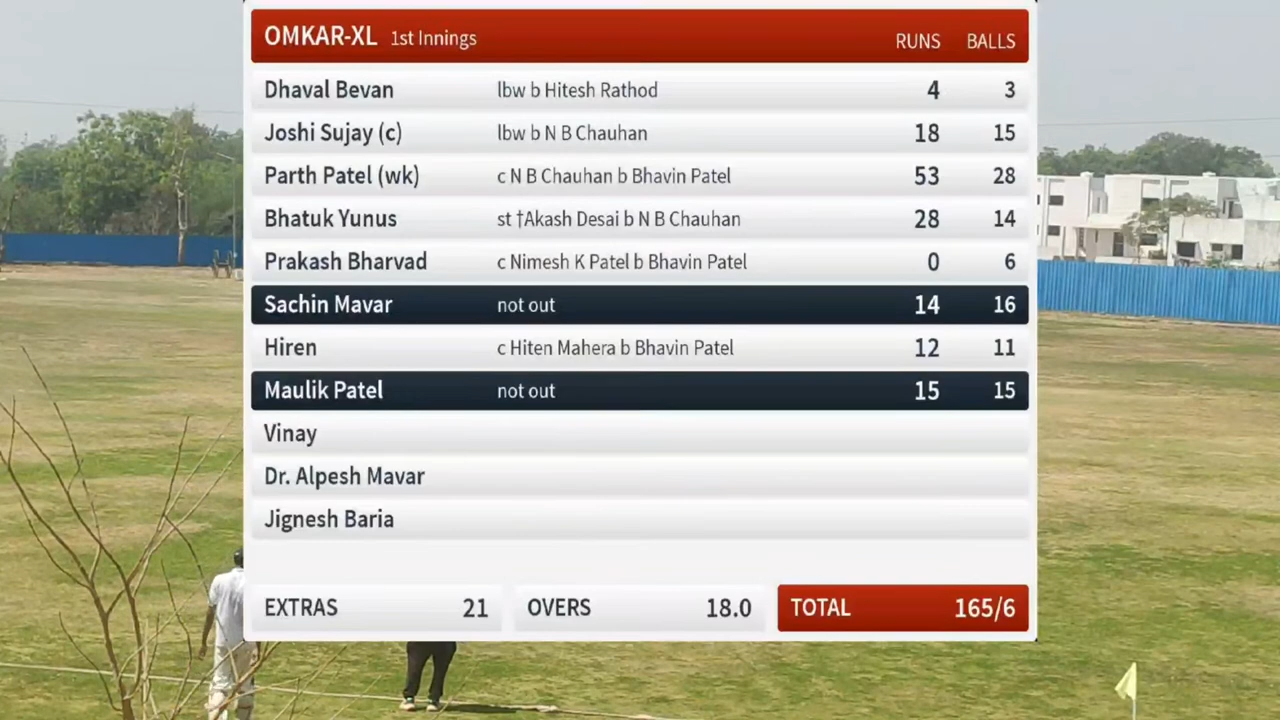 OMKAR-XL 1st Innings RUNS BALLS
Dhaval Bevan lbw b Hitesh Rathod 4 3
Joshi Sujay (c) lbw b N B Chauhan 18 15
Parth Patel (wk) c N B Chauhan b Bhavin Patel 53 28
Bhatuk Yunus st †Akash Desai b N B Chauhan 28 14
Prakash Bharvad c Nimesh K Patel b Bhavin Patel 0 6
Sachin Mavar not out 14 16
Hiren c Hiten Mahera b Bhavin Patel 12 11
Maulik Patel not out 15 15
Vinay
Dr. Alpesh Mavar
Jignesh Baria
EXTRAS 21 OVERS 18.0 TOTAL 165/6